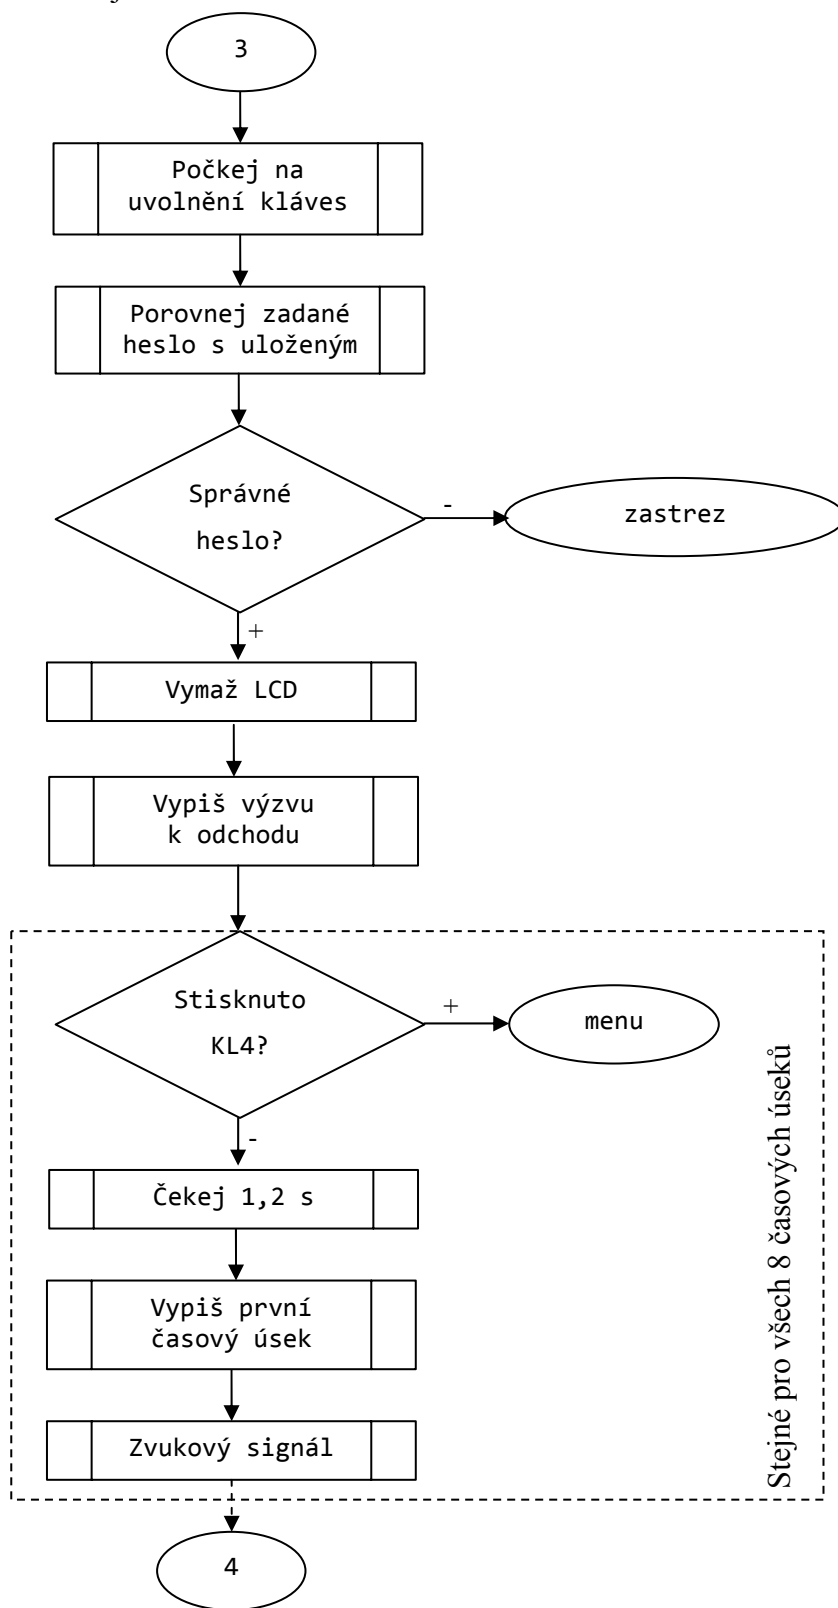 3
Počkej na
uvolnění kláves
Porovnej zadané
heslo s uloženým
Správné
heslo?
-
zastrez
+
Vymaž LCD
Vypiš výzvu
k odchodu
Stisknuto
KL4?
+
menu
-
Čekej 1,2 s
Vypiš první
časový úsek
Zvukový signál
Stejné pro všech 8 časových úseků
4